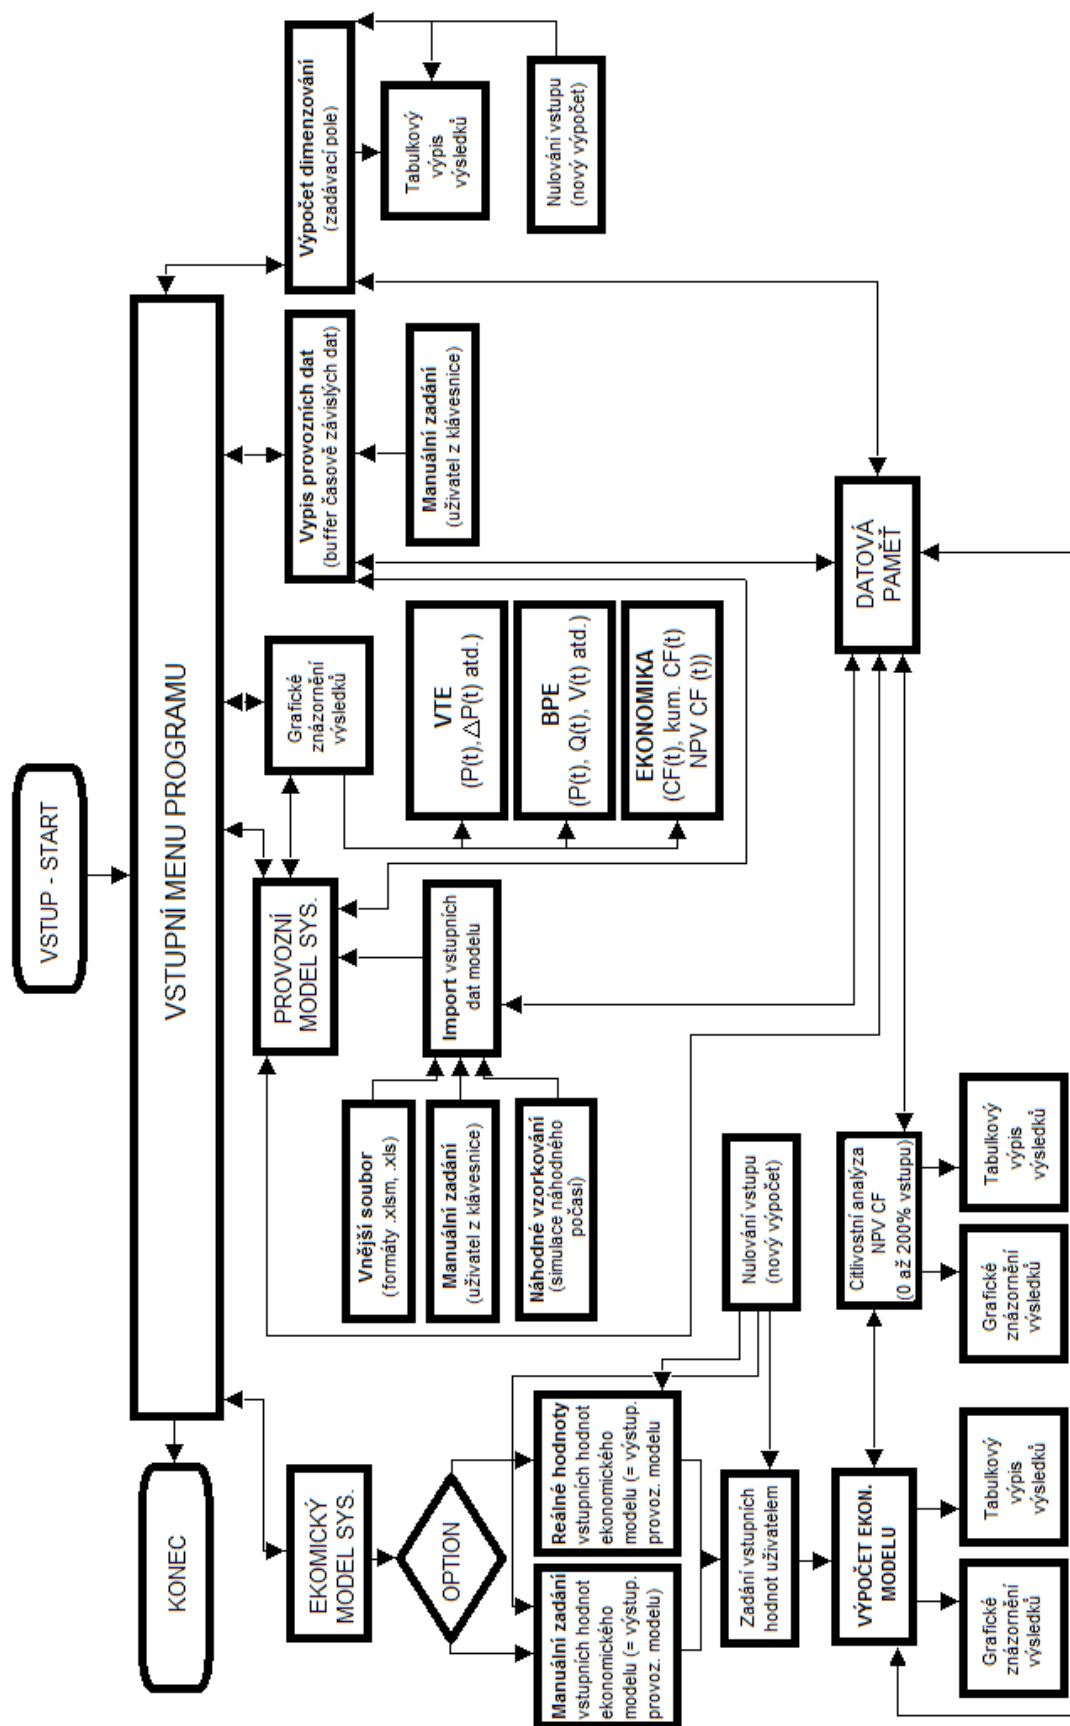 VSTUP - START
KONEC
VSTUPNÍ MENU PROGRAMU
EKOMICKÝ
MODEL SYS.
PROVOZNÍ
MODEL SYS.
Grafické
znázornění
výsledků
Vypis provozních dat
(buffer časově závislých dat)
Výpočet dimenzování
(zadávací pole)
OPTION
Vnější soubor
(formáty .xlsm, .xls)
Manuální zadání
(uživatel z klávesnice)
Náhodné vzorkování
(simulace náhodného
počasí)
Import vstupních
dat modelu
VTE
(P(t),△P(t) atd.)
BPE
(P(t), Q(t), V(t) atd.)
EKONOMIKA
(CF(t), kum. CF(t)
NPV CF (t))
Manuální zadání
(uživatel z klávesnice)
Tabulkový
výpis
výsledků
Nulování vstupu
(nový výpočet)
Manuální zadání
vstupních hodnot
ekonomického
modelu (= výstup.
provoz. modelu)
Reálné hodnoty
vstupních hodnot
ekonomického
modelu (= výstup.
provoz. modelu
Nulování vstupu
(nový výpočet)
Zadání vstupních
hodnot uživatelem
VÝPOČET EKON.
MODELU
Citlivostní analýza
NPV CF
(0 až 200% vstupu)
DATOVÁ
PAMĚŤ
Grafické
znázornění
výsledků
Tabulkový
výpis
výsledků
Grafické
znázornění
výsledků
Tabulkový
výpis
výsledků